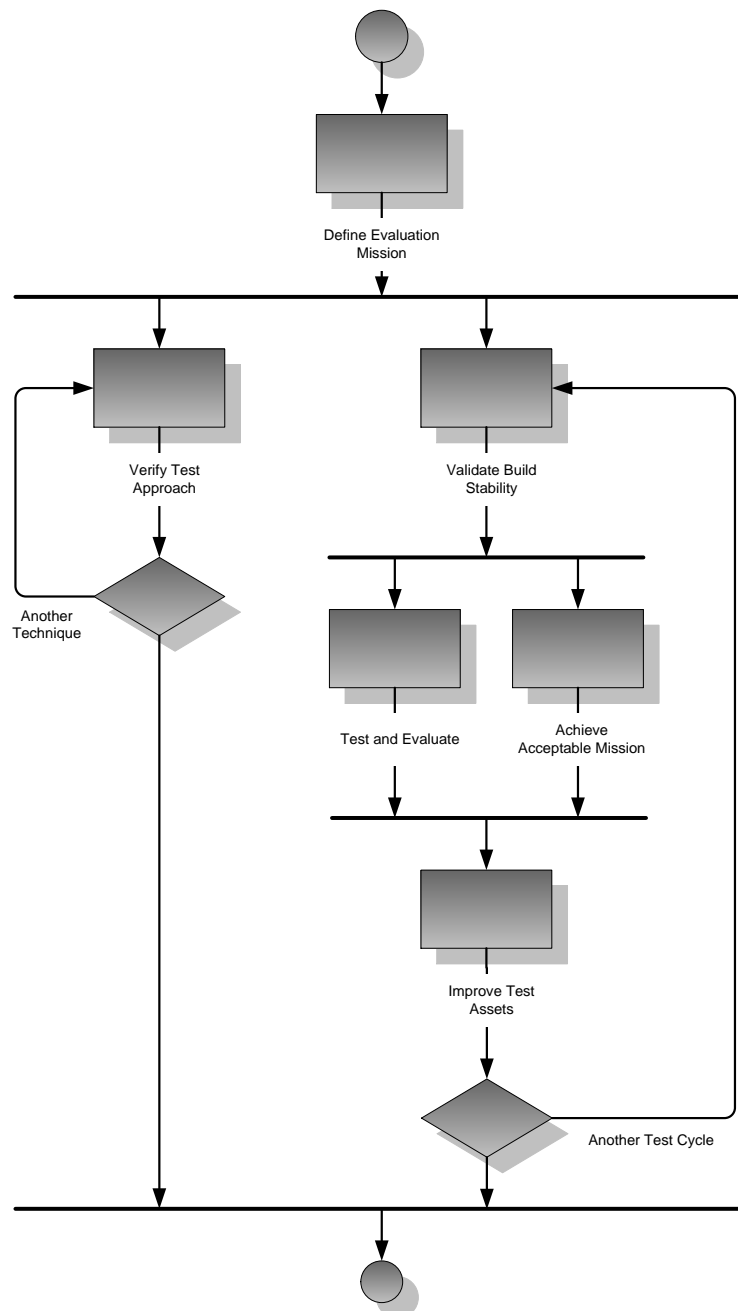 Define Evaluation
Mission
Verify Test
Approach
Validate Build
Stability
Another
Technique
Test and Evaluate
Achieve
Acceptable Mission
Improve Test
Assets
Another Test Cycle